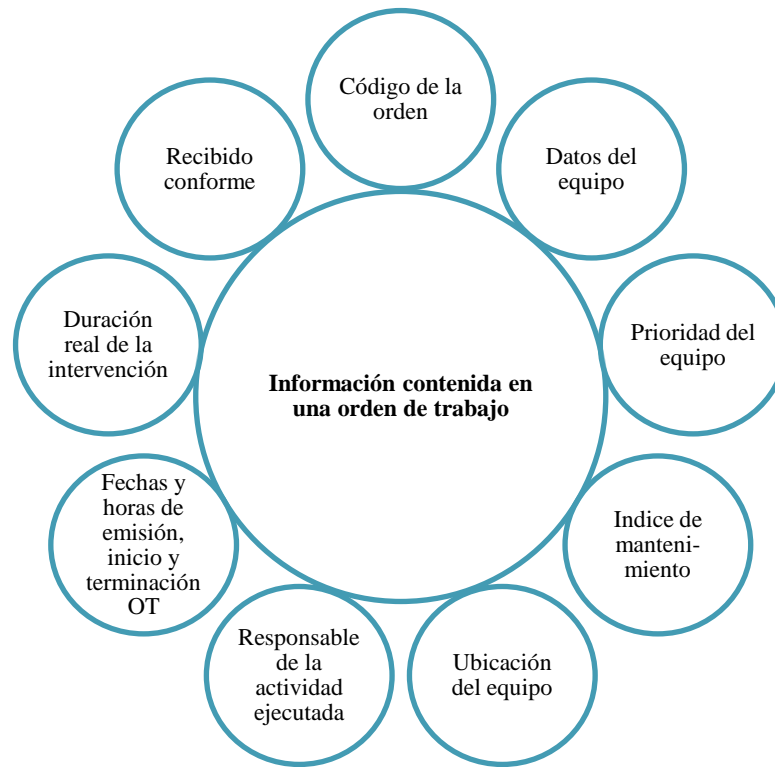 Código de la
orden
Datos del
equipo
Prioridad del
equipo
Indice de
manteni-
miento
Ubicación
del equipo
Responsable
de la
actividad
ejecutada
Fechas y
horas de
emisión,
inicio y
terminación
OT
Duración
real de la
intervención
Recibido
conforme
Información contenida en
una orden de trabajo